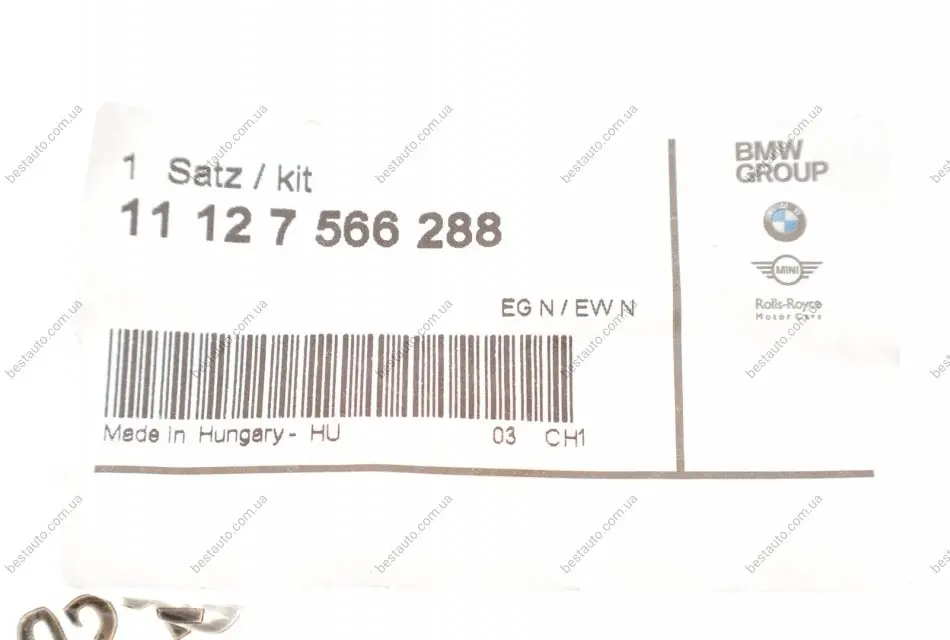 1 Satz / kit
11 12 7 566 288
EG N / EW N
Made in Hungary - HU 03 CH1
BMW
GROUP
MINI
Rolls-Royce
Motor Cars
bestauto.com.ua